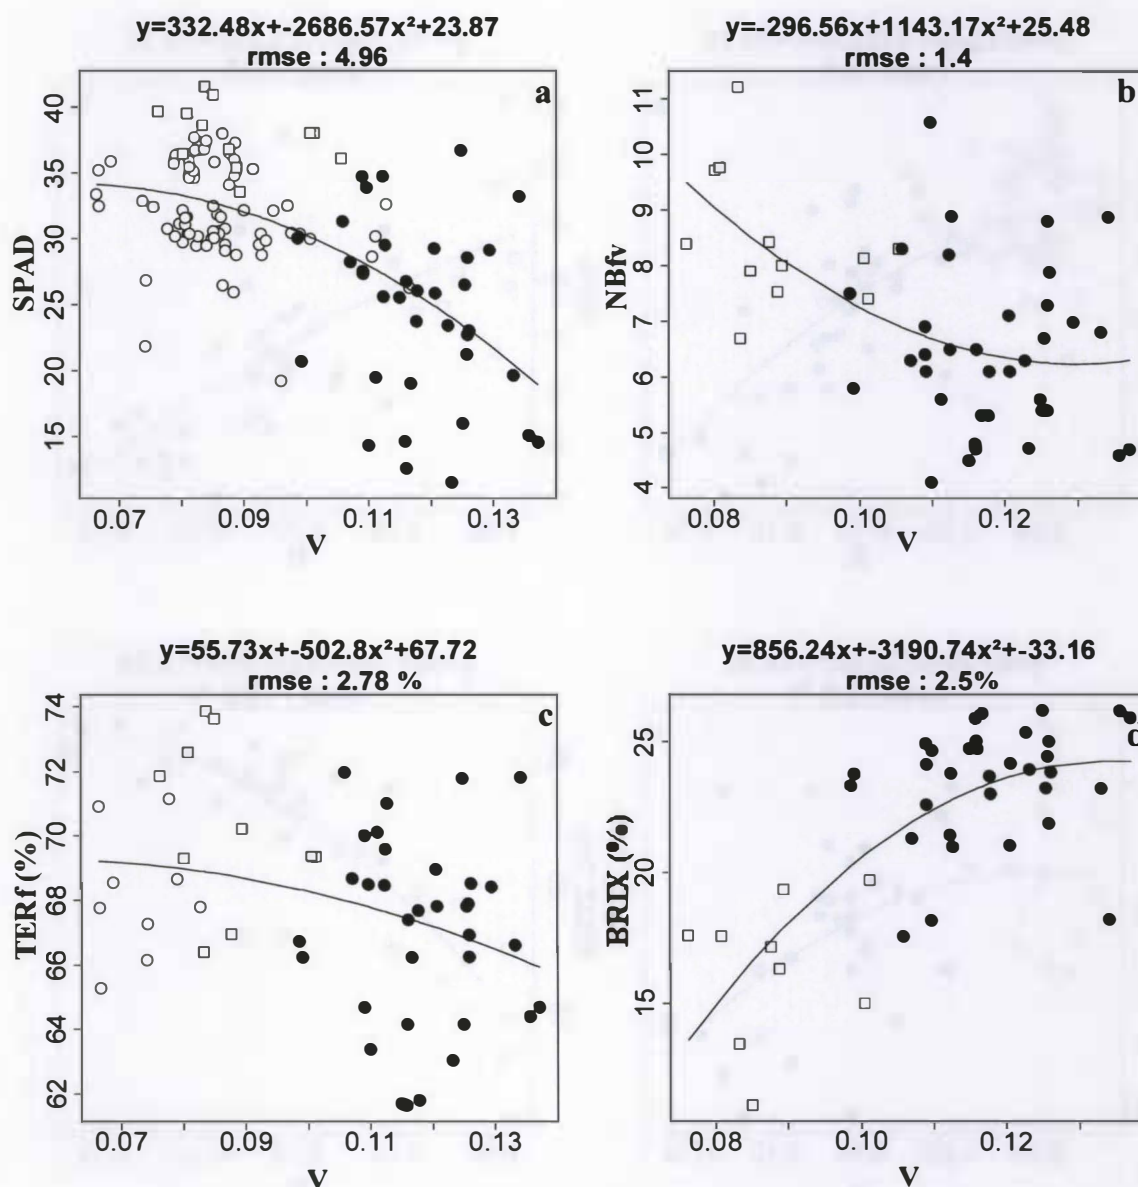 y=332.48x+-2686.57x²+23.87
rmse : 4.96
a
SPAD
40
35
30
25
20
15
0.07 0.09 0.11 0.13
V
y=-296.56x+1143.17x²+25.48
rmse : 1.4
b
NBfv
11
10
9
8
7
6
5
4
0.08 0.10 0.12
V
y=55.73x+-502.8x²+67.72
rmse : 2.78 %
c
TERf (%)
74
72
70
68
66
64
62
0.07 0.09 0.11 0.13
V
y=856.24x+-3190.74x²+-33.16
rmse : 2.5%
d
BRIX (%)
25
20
15
0.08 0.10 0.12
V